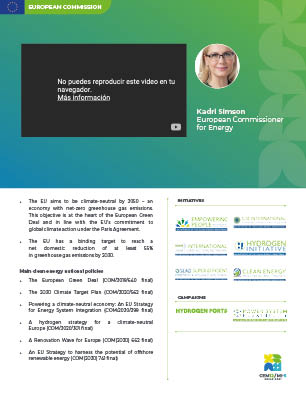 EUROPEAN COMMISSION
No puedes reproducir este video en tu
navegador.
Más información
Kadri Simson
European Commissioner
for Energy
The EU aims to be climate-neutral by 2050 – an
economy with net-zero greenhouse gas emissions.
This objective is at the heart of the European Green
Deal and in line with the EU's commitment to
global climate action under the Paris Agreement.
The EU has a binding target to reach a
net domestic reduction of at least 55%
in greenhouse gas emissions by 2030.
Main clean energy national policies
The European Green Deal (COM/2019/640 final)
The 2030 Climate Target Plan (COM/2020/562 final)
Powering a climate-neutral economy: An EU Strategy
for Energy System Integration (COM/2020/299 final)
A hydrogen strategy for a climate-neutral
Europe (COM/2020/301 final)
A Renovation Wave for Europe (COM/2020/ 662 final)
An EU Strategy to harness the potential of offshore
renewable energy (COM/2020/741 final)
INITIATIVES
EMPOWERING
PEOPLE
INTERNATIONAL
HYDROGEN
INITIATIVE
CLEAN ENERGY
CAMPAIGNS
HYDROGEN PORTS
POWER SYSTEM